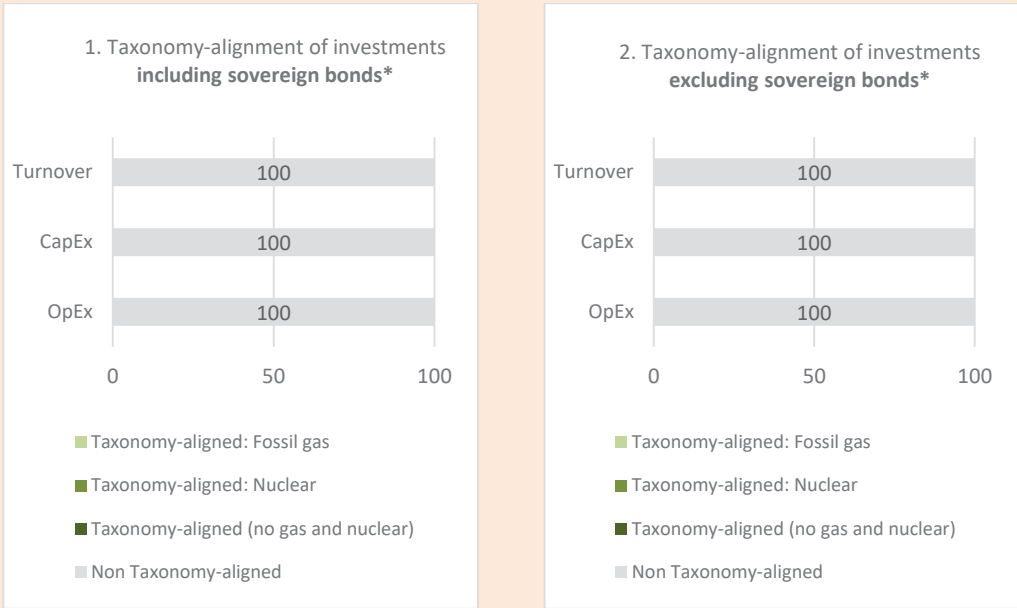 1. Taxonomy-alignment of investments
including sovereign bonds*
Turnover
100
CapEx
100
OpEx
100
0 50 100
Taxonomy-aligned: Fossil gas
Taxonomy-aligned: Nuclear
Taxonomy-aligned (no gas and nuclear)
Non Taxonomy-aligned
2. Taxonomy-alignment of investments
excluding sovereign bonds*
Turnover
100
CapEx
100
OpEx
100
0 50 100
Taxonomy-aligned: Fossil gas
Taxonomy-aligned: Nuclear
Taxonomy-aligned (no gas and nuclear)
Non Taxonomy-aligned